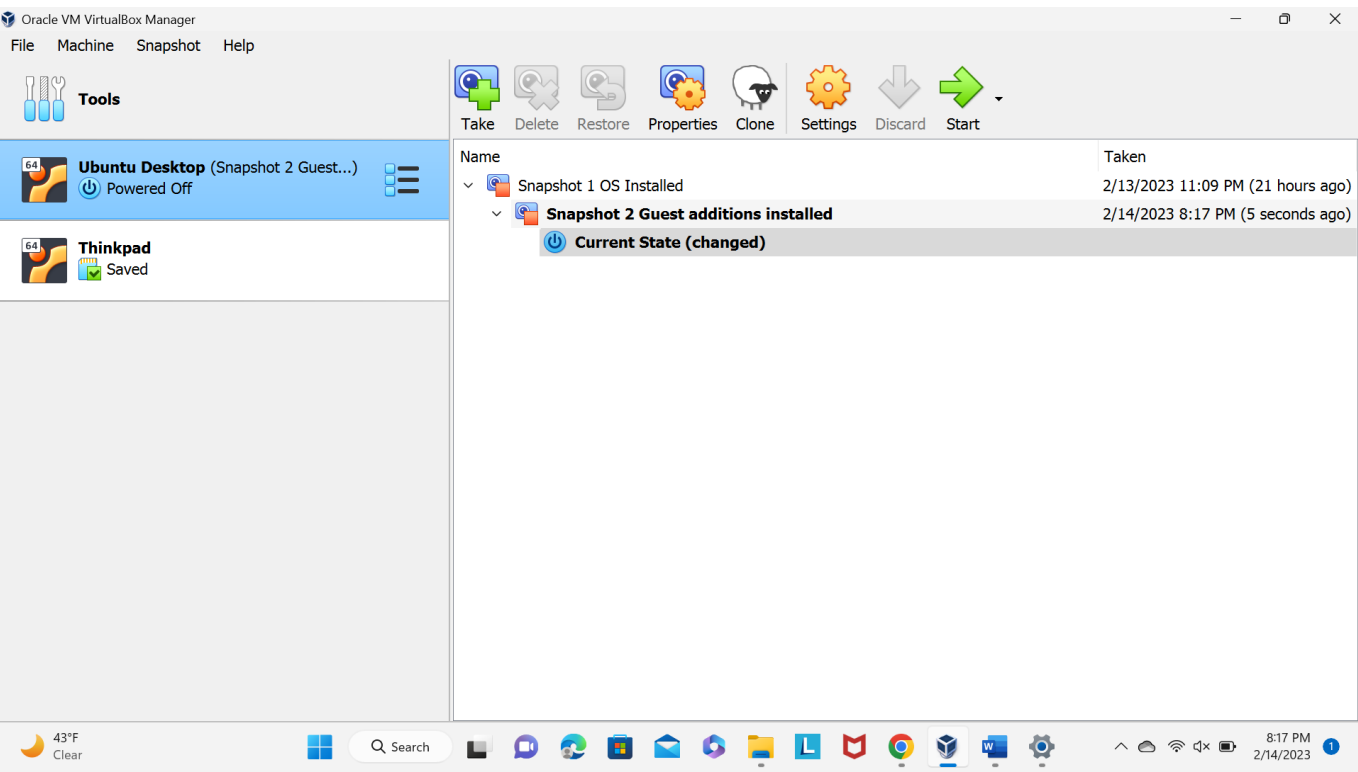 Oracle VM VirtualBox Manager
File Machine Snapshot Help
Tools
Take Delete Restore Properties Clone Settings Discard Start
64
Ubuntu Desktop (Snapshot 2 Guest...)
Powered Off
64
Thinkpad
Saved
Name Taken
Snapshot 1 OS Installed 2/13/2023 11:09 PM (21 hours ago)
Snapshot 2 Guest additions installed 2/14/2023 8:17 PM (5 seconds ago)
Current State (changed)
43°F
Clear
Search
L
W
8:17 PM
2/14/2023
1